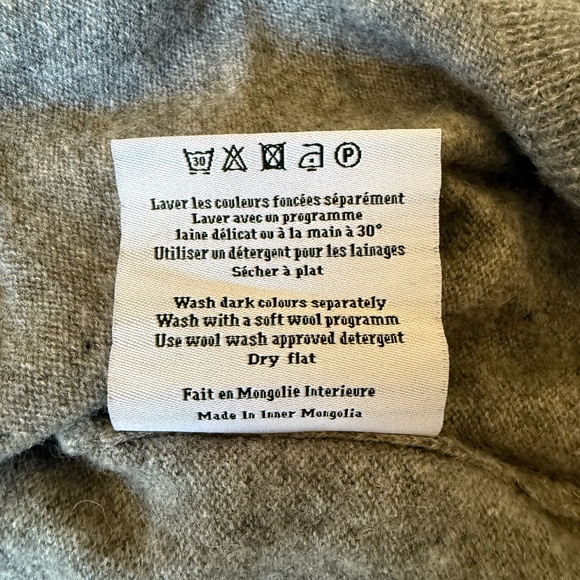 30 P
Laver les couleurs foncées séparément
Laver avec un programme
laine délicat ou à la main à 30°
Utiliser un détergent pour les lainages
Sécher à plat
Wash dark colours separately
Wash with a soft wool programm
Use wool wash approved detergent
Dry flat
Fait en Mongolie Interieure
Made In Inner Mongolia